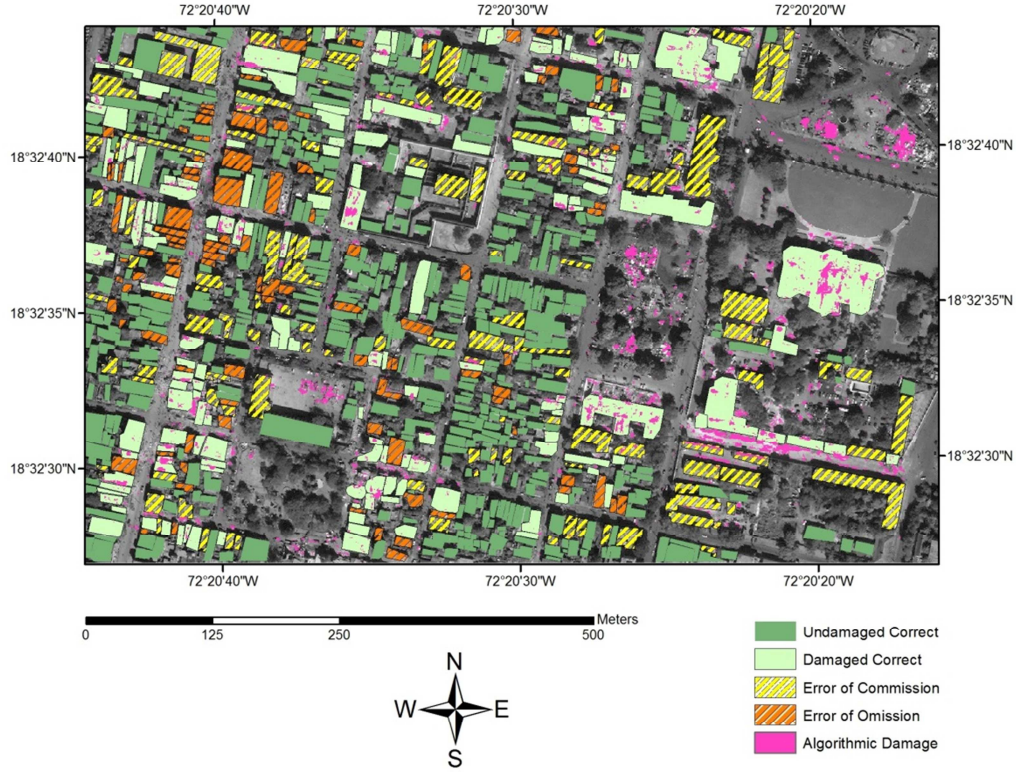 72°20'40"W 72°20'30"W 72°20'20"W
18°32'40"N 18°32'40"N
18°32'35"N 18°32'35"N
18°32'30"N 18°32'30"N
72°20'40"W 72°20'30"W 72°20'20"W
Meters
0 125 250 500
N
W E
S
Undamaged Correct
Damaged Correct
Error of Commission
Error of Omission
Algorithmic Damage